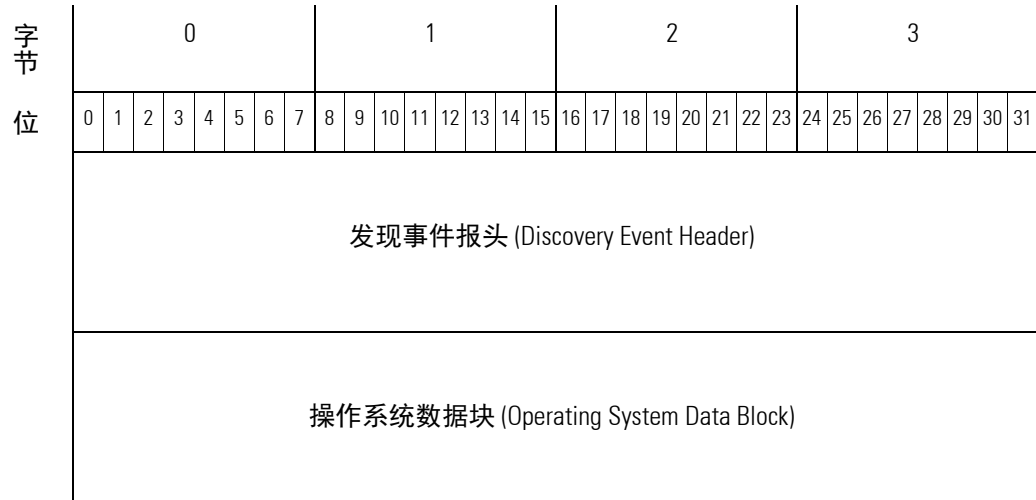 字节 0 1 2 3
位 0 1 2 3 4 5 6 7 8 9 10 11 12 13 14 15 16 17 18 19 20 21 22 23 24 25 26 27 28 29 30 31
发现事件报头 (Discovery Event Header)
操作系统数据块 (Operating System Data Block)